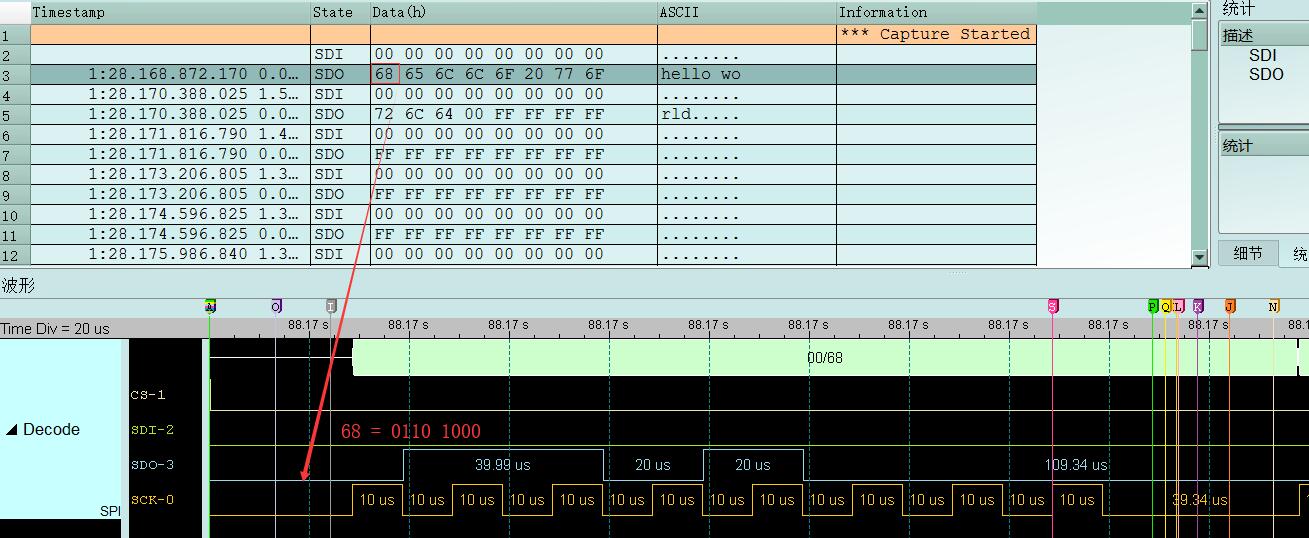 Timestamp State Data(h) ASCII Information
1 *** Capture Started
2 SDI 00 00 00 00 00 00 00 00 ........
3 1:28.168.872.170 0.0... SDO 68 65 6C 6C 6F 20 77 6F hello wo
4 1:28.170.388.025 1.5... SDI 00 00 00 00 00 00 00 00 ........
5 1:28.170.388.025 0.0... SDO 72 6C 64 00 FF FF FF FF rld.....
6 1:28.171.816.790 1.4... SDI 00 00 00 00 00 00 00 00 ........
7 1:28.171.816.790 0.0... SDO FF FF FF FF FF FF FF FF ........
8 1:28.173.206.805 1.3... SDI 00 00 00 00 00 00 00 00 ........
9 1:28.173.206.805 0.0... SDO FF FF FF FF FF FF FF FF ........
10 1:28.174.596.825 1.3... SDI 00 00 00 00 00 00 00 00 ........
11 1:28.174.596.825 0.0... SDO FF FF FF FF FF FF FF FF ........
12 1:28.175.986.840 1.3... SDI 00 00 00 00 00 00 00 00 ........
统计
描述
SDI
SDO
统计
细节 统
波形
A O I S P Q L K J N
Time Div = 20 us 88.17 s 88.17 s 88.17 s 88.17 s 88.17 s 88.17 s 88.17 s 88.17 s 88.17 s 88.17 s 88.1
00/68
CS-1
Decode
SDI-2 68 = 0110 1000
SDO-3 39.99 us 20 us 20 us 109.34 us
SCK-0 10 us 10 us 10 us 10 us 10 us 10 us 10 us 10 us 10 us 10 us 10 us 10 us 10 us 10 us 10 us 39.34 us
SPI